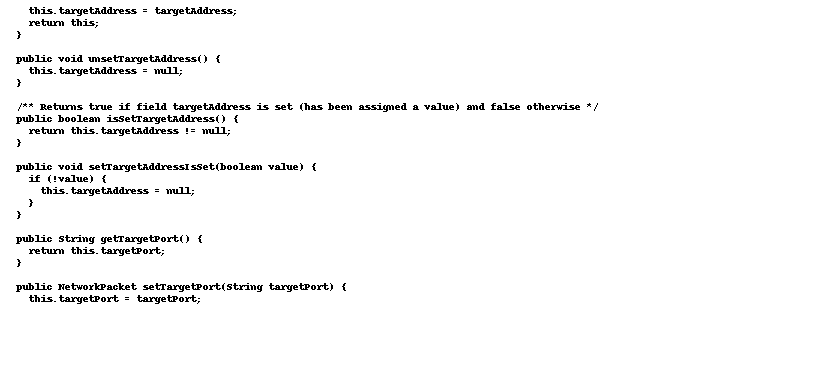 this.targetAddress = targetAddress;
return this;
}
public void unsetTargetAddress() {
this.targetAddress = null;
}
/** Returns true if field targetAddress is set (has been assigned a value) and false otherwise */
public boolean isSetTargetAddress() {
return this.targetAddress != null;
}
public void setTargetAddressIsSet(boolean value) {
if (!value) {
this.targetAddress = null;
}
}
public String getTargetPort() {
return this.targetPort;
}
public NetworkPacket setTargetPort(String targetPort) {
this.targetPort = targetPort;